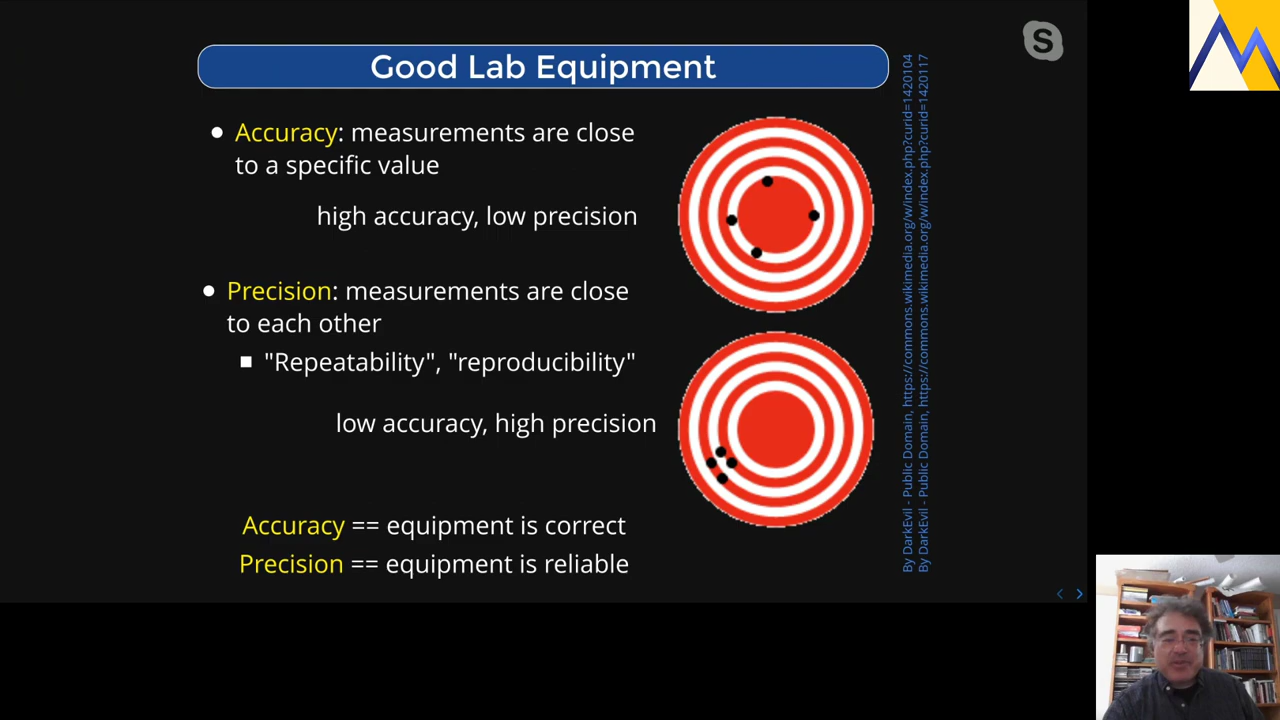 Good Lab Equipment
● Accuracy: measurements are close
to a specific value
high accuracy, low precision
● Precision: measurements are close
to each other
■ "Repeatability", "reproducibility"
low accuracy, high precision
Accuracy == equipment is correct
Precision == equipment is reliable
By DarkEvil - Public Domain, https://commons.wikimedia.org/w/index.php?curid=1420104
By DarkEvil - Public Domain, https://commons.wikimedia.org/w/index.php?curid=1420117
S